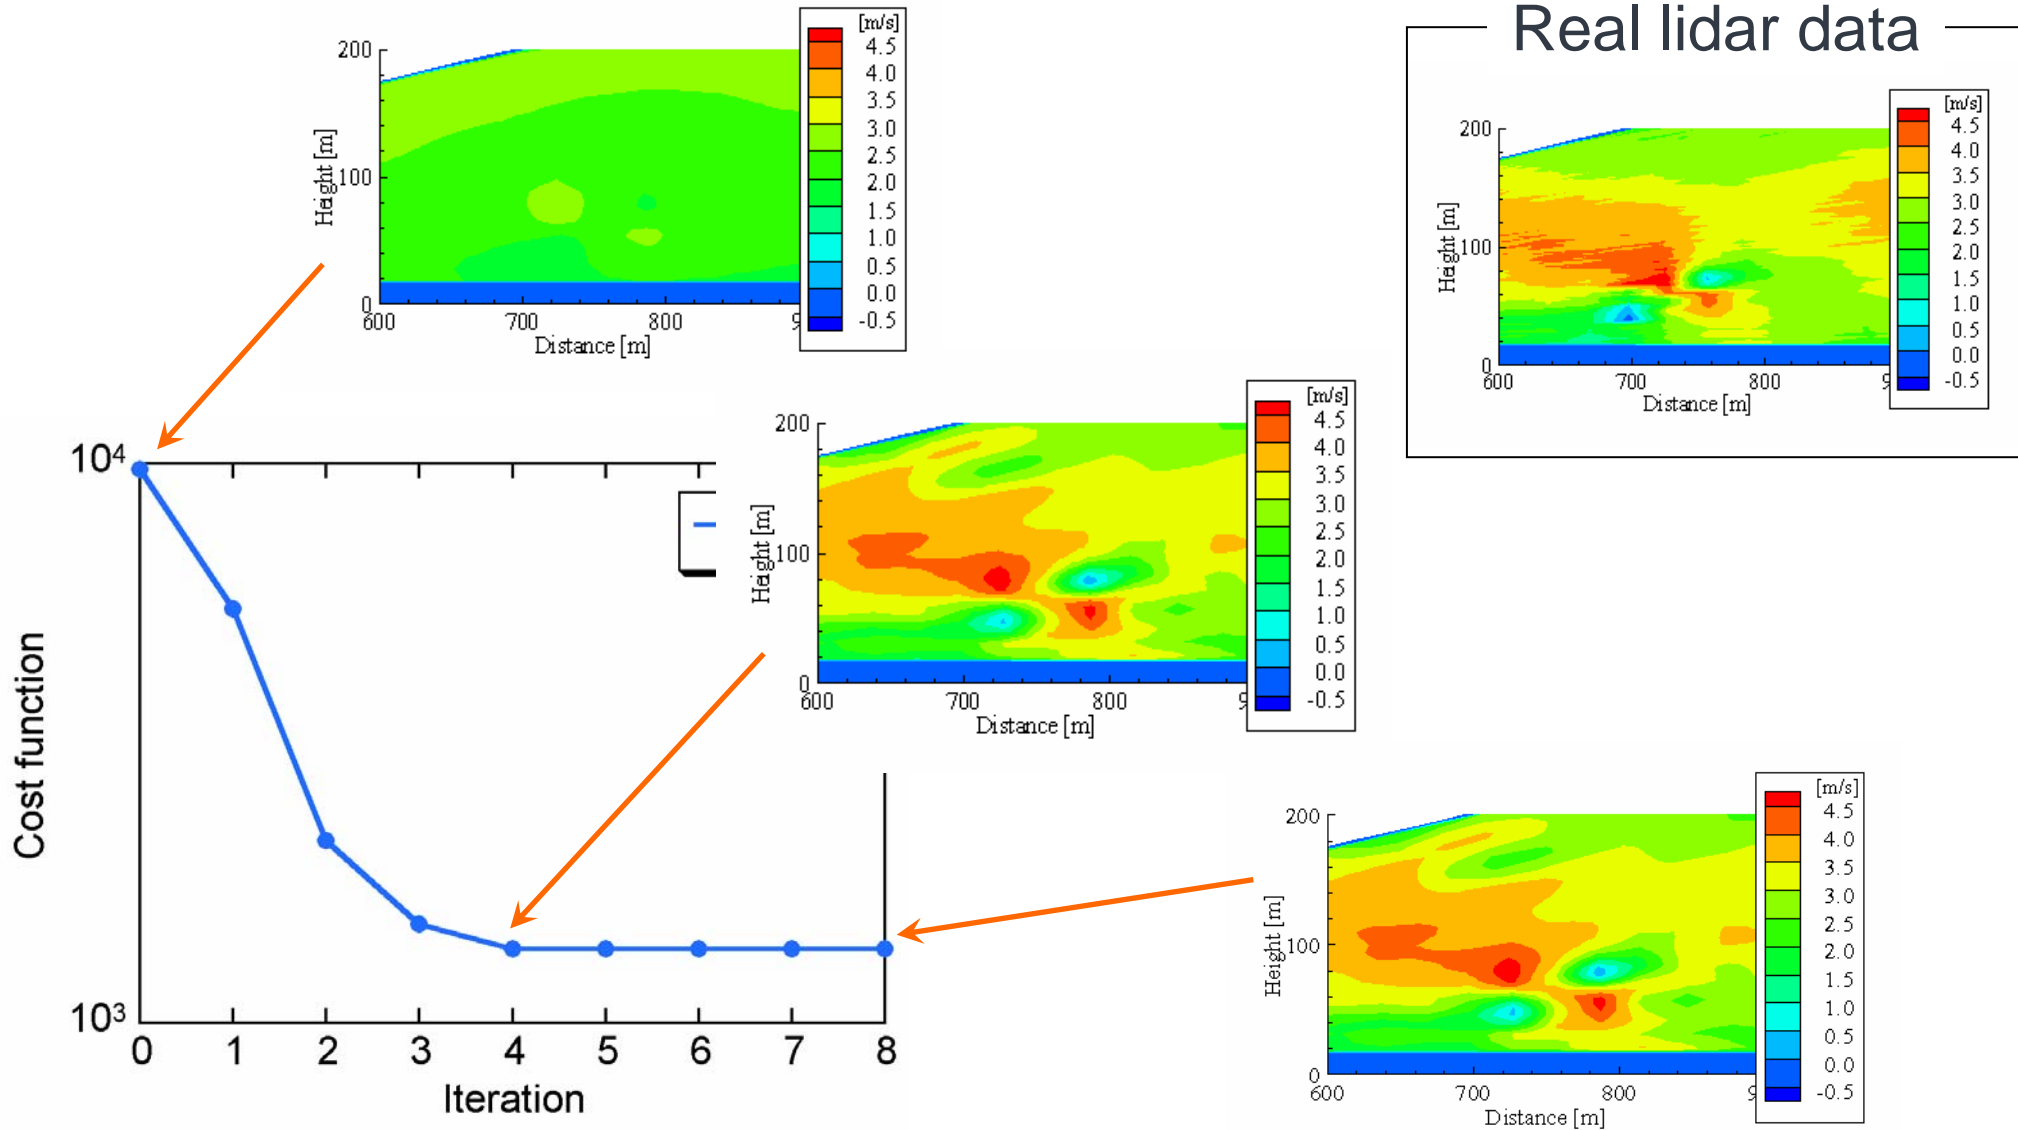 Real lidar data
[m/s]
4.5
4.0
3.5
3.0
2.5
2.0
1.5
1.0
0.5
0.0
-0.5
200
100
0
Height [m]
600 700 800 9
Distance [m]
[m/s]
4.5
4.0
3.5
3.0
2.5
2.0
1.5
1.0
0.5
0.0
-0.5
200
100
0
Height [m]
600 700 800 9
Distance [m]
[m/s]
4.5
4.0
3.5
3.0
2.5
2.0
1.5
1.0
0.5
0.0
-0.5
200
100
0
Height [m]
600 700 800 9
Distance [m]
10⁴
10³
Cost function
0 1 2 3 4 5 6 7 8
Iteration
[m/s]
4.5
4.0
3.5
3.0
2.5
2.0
1.5
1.0
0.5
0.0
-0.5
200
100
0
Height [m]
600 700 800 9
Distance [m]